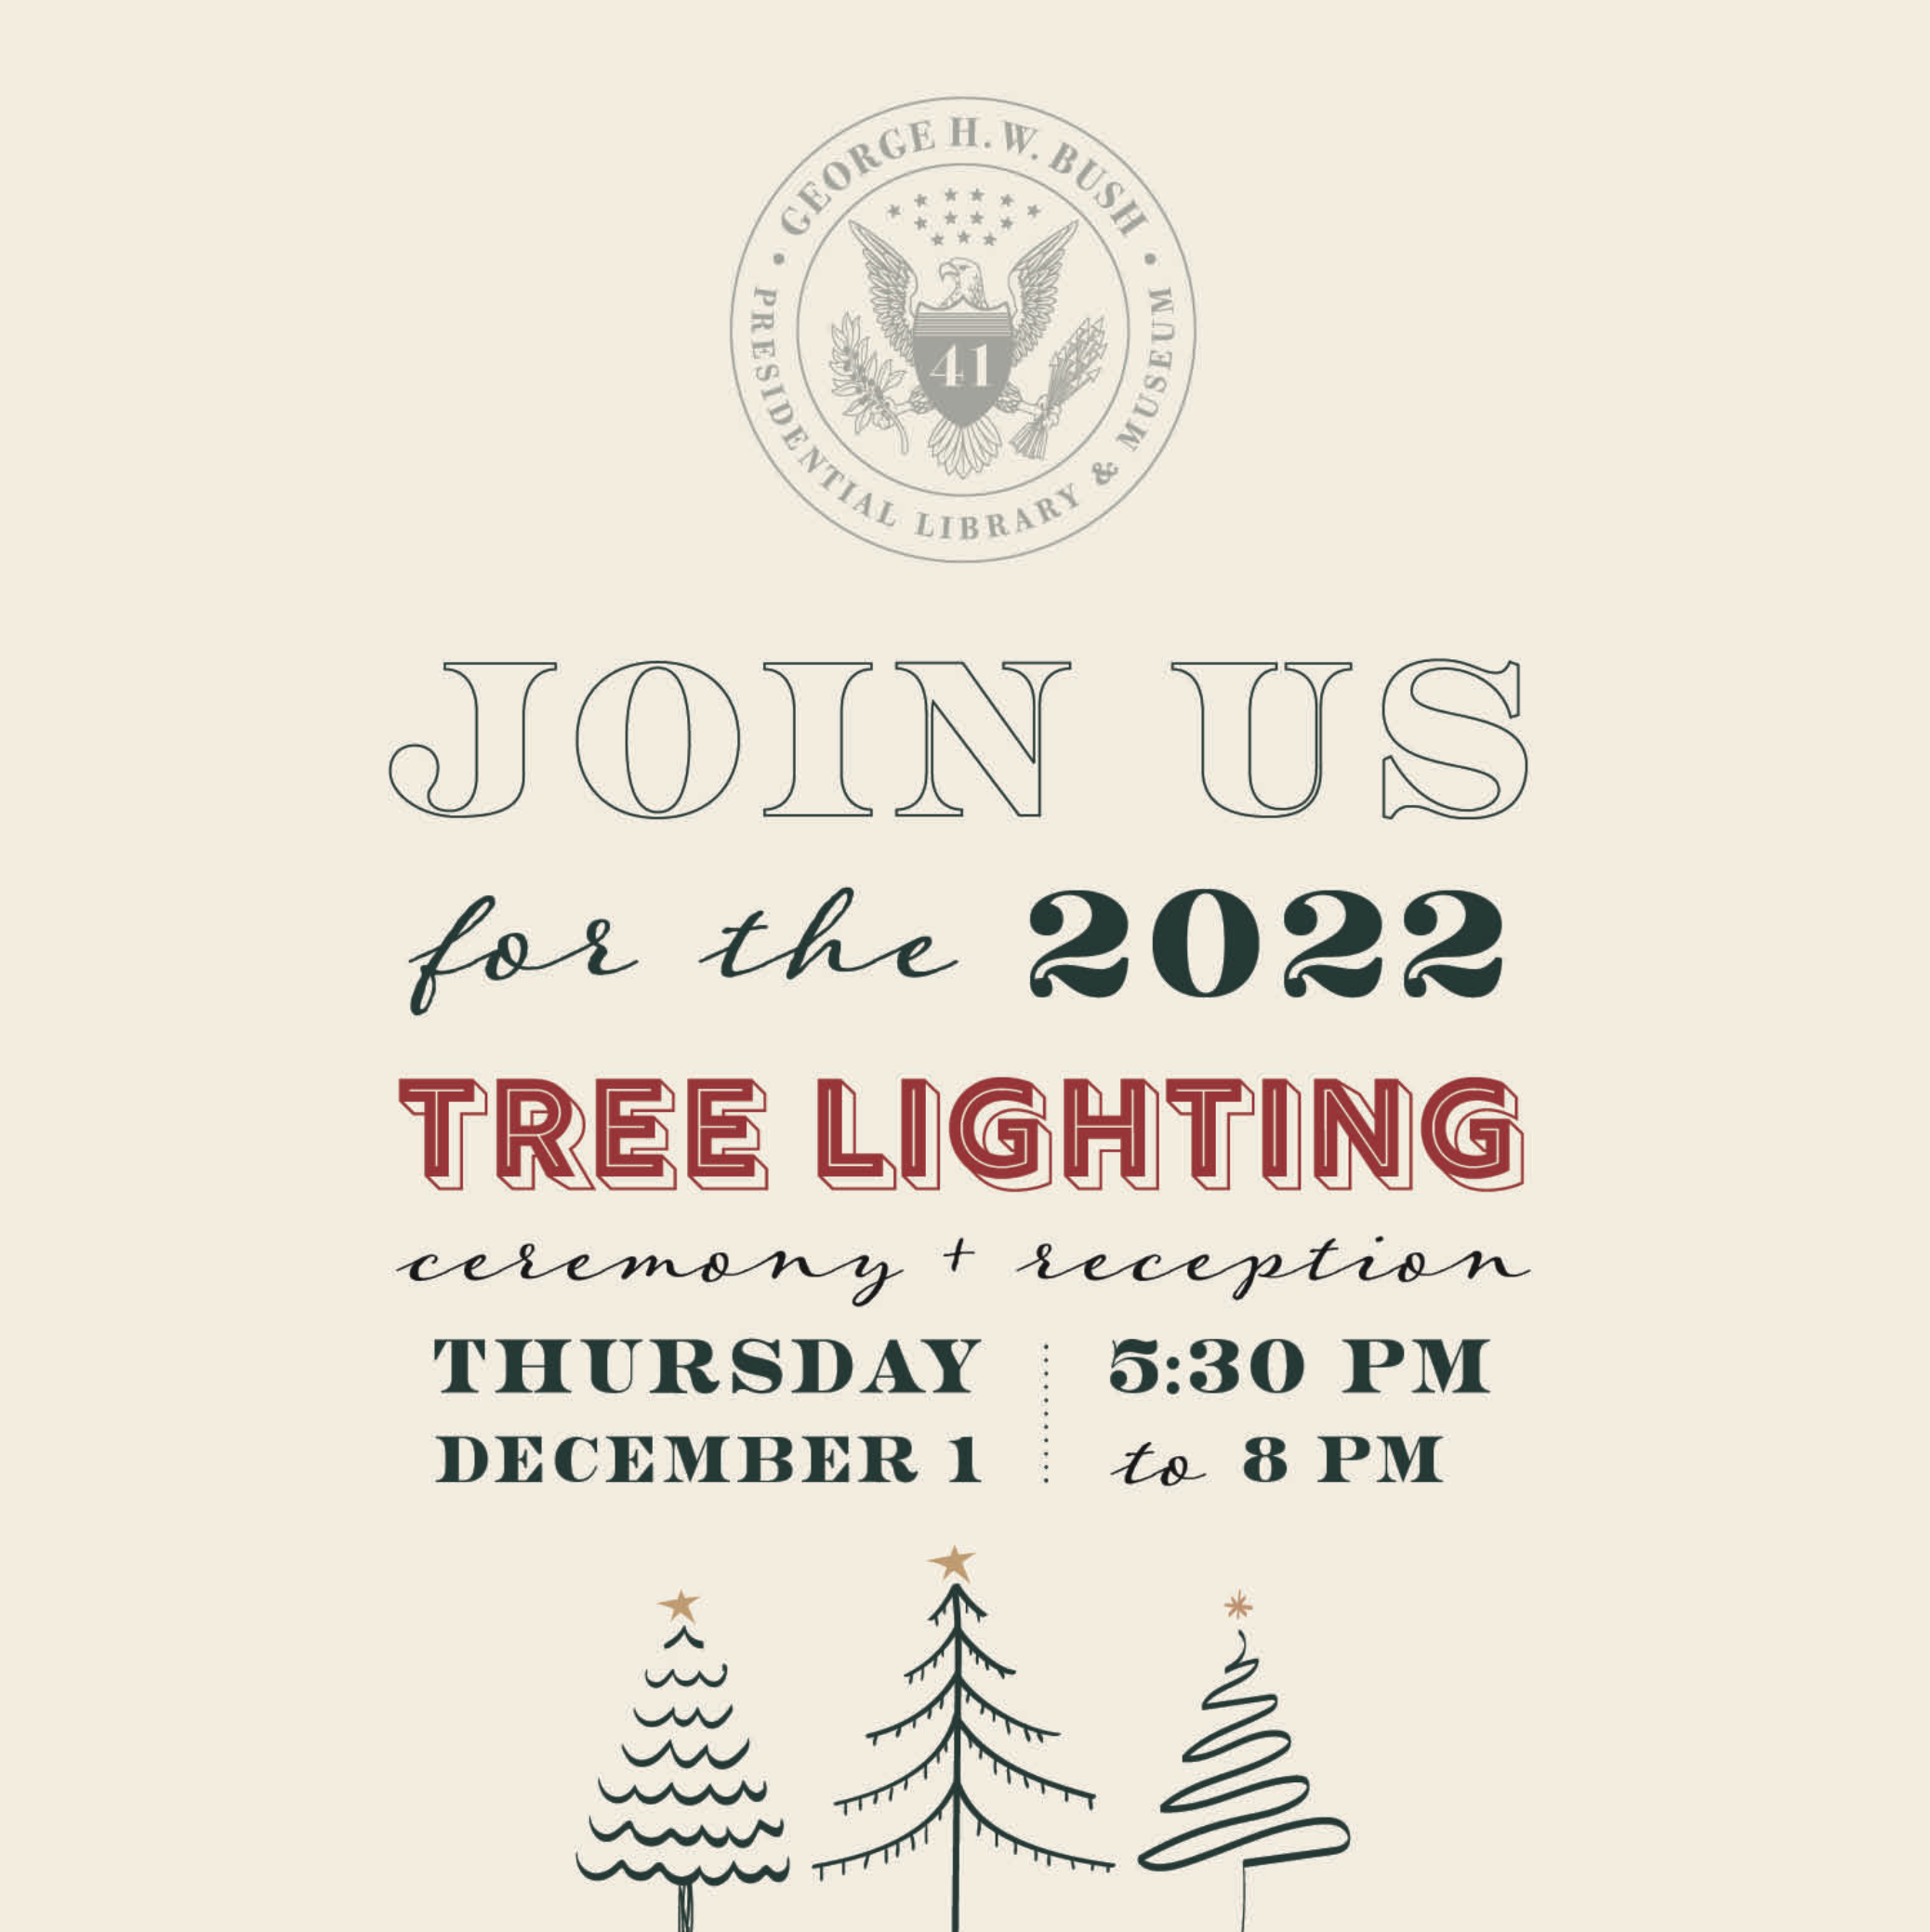 GEORGE H.W. BUSH
PRESIDENTIAL LIBRARY & MUSEUM
41
JOIN US
for the 2022
TREE LIGHTING
ceremony + reception
THURSDAY 5:30 PM
DECEMBER 1 to 8 PM